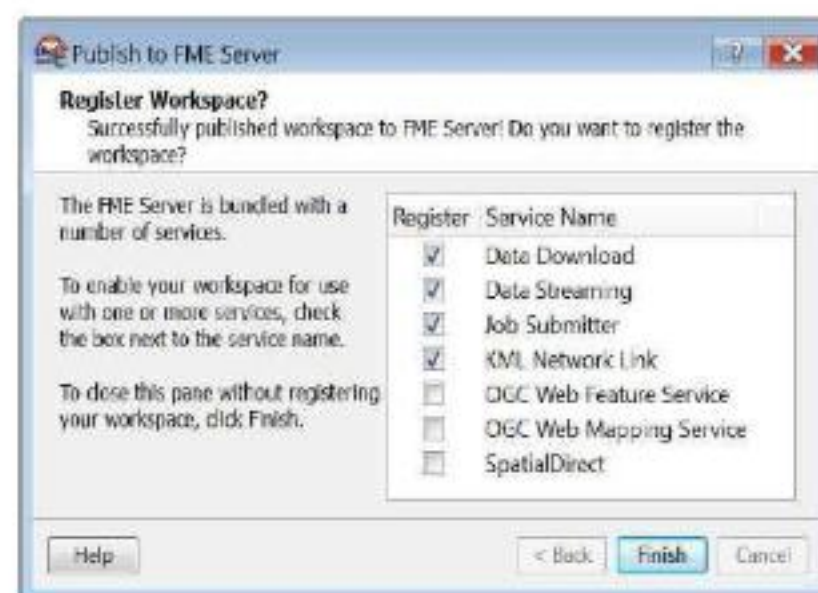 Publish to FME Server
Register Workspace?
Successfully published workspace to FME Server! Do you want to register the
workspace?
The FME Server is bundled with a
number of services.
To enable your workspace for use
with one or more services, check
the box next to the service name.
To close this pane without registering
your workspace, click Finish.
Register Service Name
Data Download
Data Streaming
Job Submitter
KML Network Link
OGC Web Feature Service
OGC Web Mapping Service
SpatialDirect
Help
< Back
Finish
Cancel